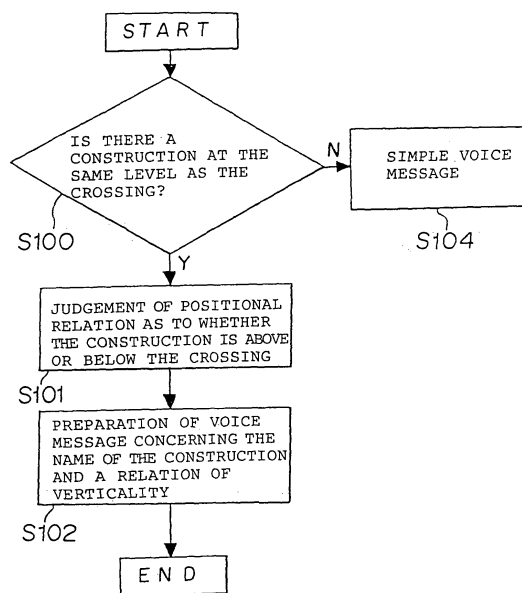 START
IS THERE A
CONSTRUCTION AT THE
SAME LEVEL AS THE
CROSSING?
N
SIMPLE VOICE
MESSAGE
S100
S104
Y
JUDGEMENT OF POSITIONAL
RELATION AS TO WHETHER
THE CONSTRUCTION IS ABOVE
OR BELOW THE CROSSING
S101
PREPARATION OF VOICE
MESSAGE CONCERNING THE
NAME OF THE CONSTRUCTION
AND A RELATION OF
VERTICALITY
S102
END